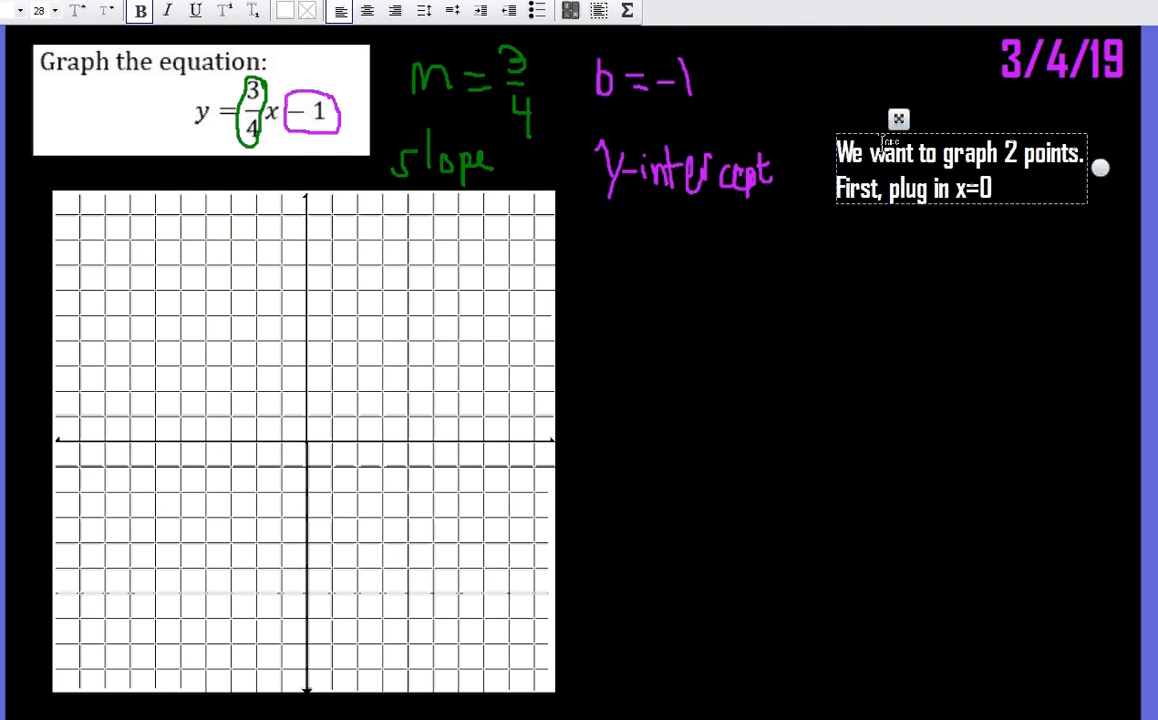 28
B I U T T
Graph the equation:
y = 3/4 x − 1
m = 3/4
slope
b = -1
y-intercept
3/4/19
We want to graph 2 points.
First, plug in x=0